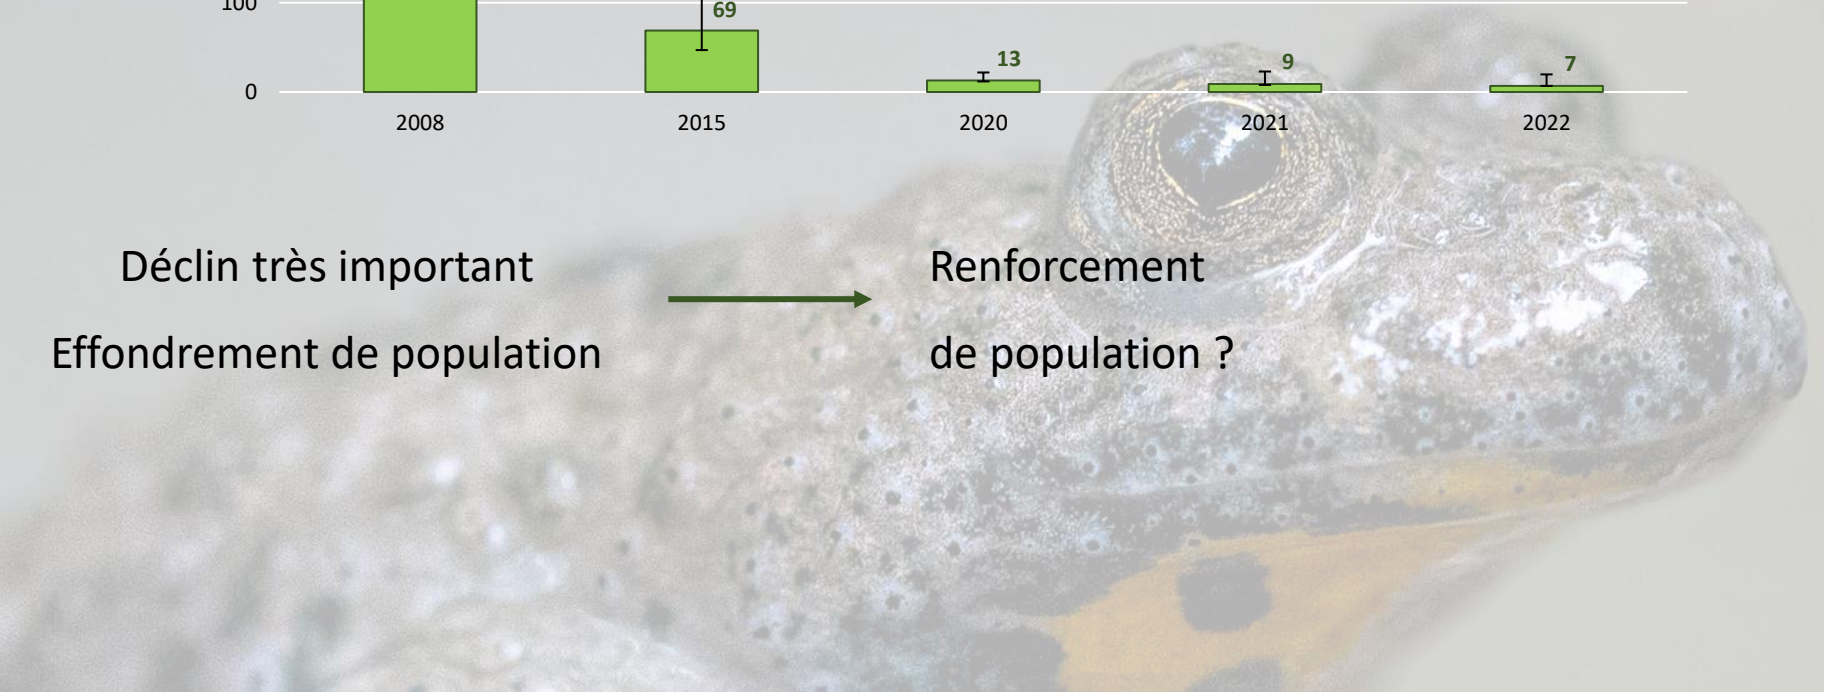 100
69
13
9
7
0
2008 2015 2020 2021 2022
Déclin très important
Renforcement
Effondrement de population
de population ?